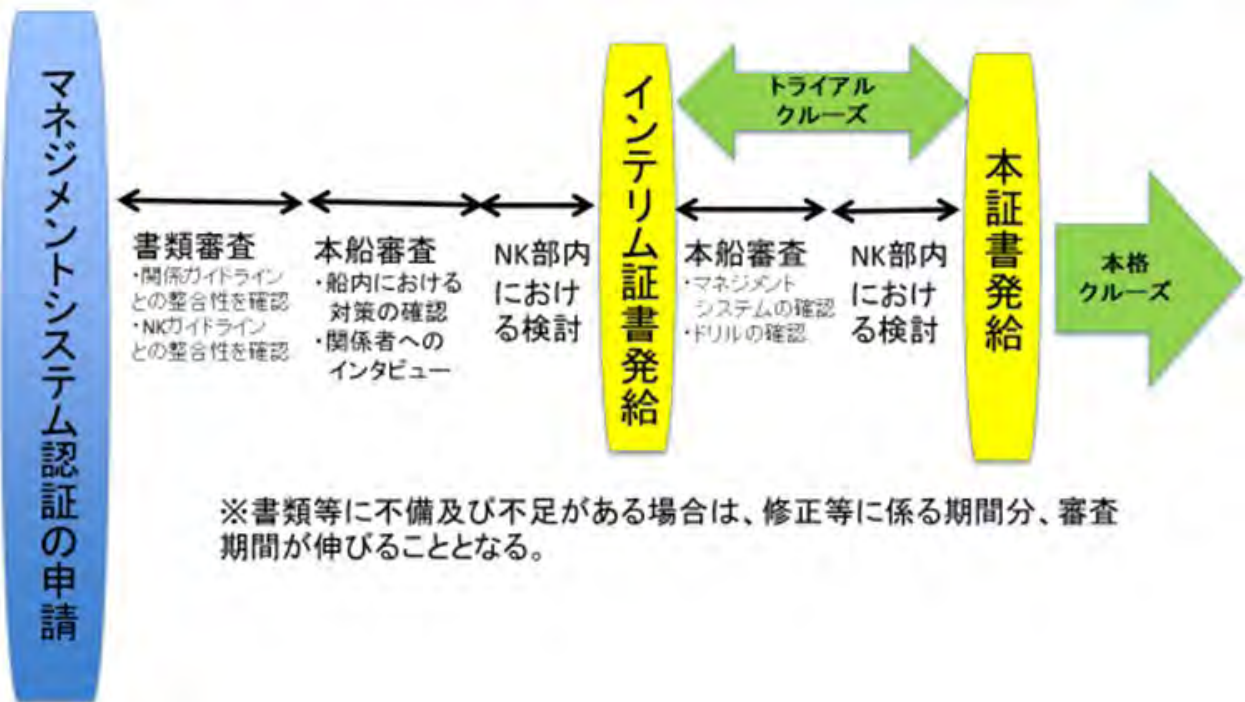 マネジメントシステム認証の申請
書類審査
・関係ガイドライン
との整合性を確認
・NKガイドライン
との整合性を確認
本船審査
・船内における
対策の確認
・関係者への
インタビュー
NK部内
におけ
る検討
インテリム証書発給
トライアル
クルーズ
本船審査
・マネジメント
システムの確認
・ドリルの確認
NK部内
におけ
る検討
本証書発給
本格
クルーズ
※書類等に不備及び不足がある場合は、修正等に係る期間分、審査
期間が伸びることとなる。